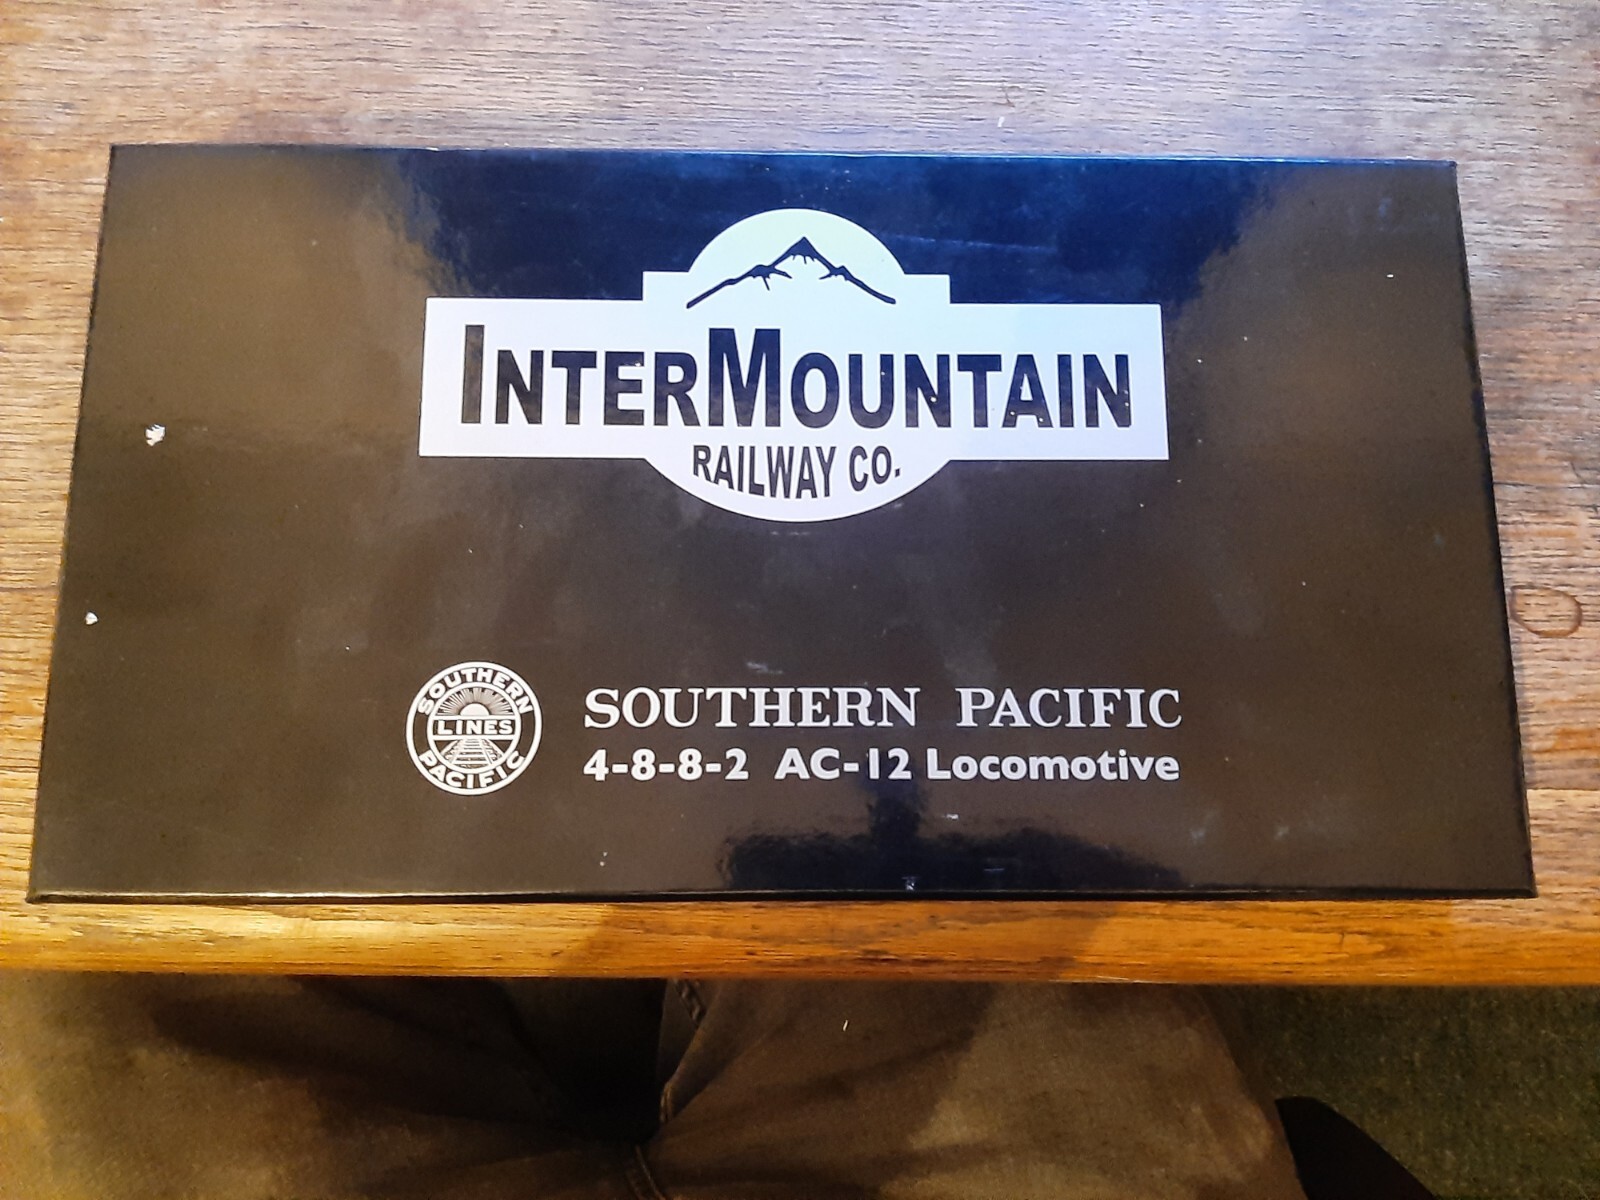 INTERMOUNTAIN
RAILWAY CO.
SOUTHERN
LINES
PACIFIC
SOUTHERN PACIFIC
4-8-8-2 AC-12 Locomotive